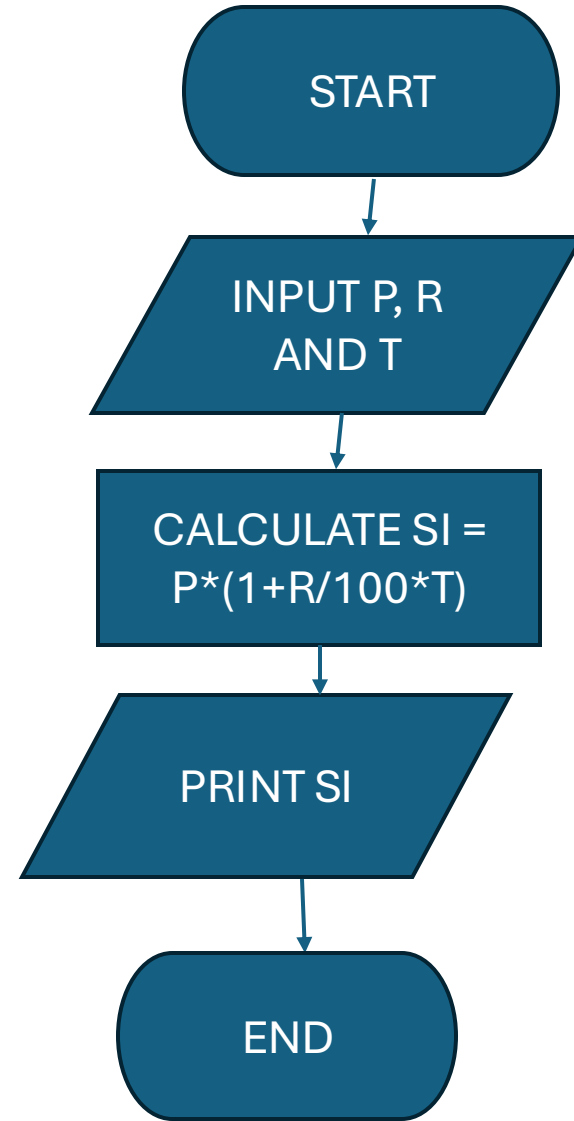 START
INPUT P, R
AND T
CALCULATE SI =
P*(1+R/100*T)
PRINT SI
END